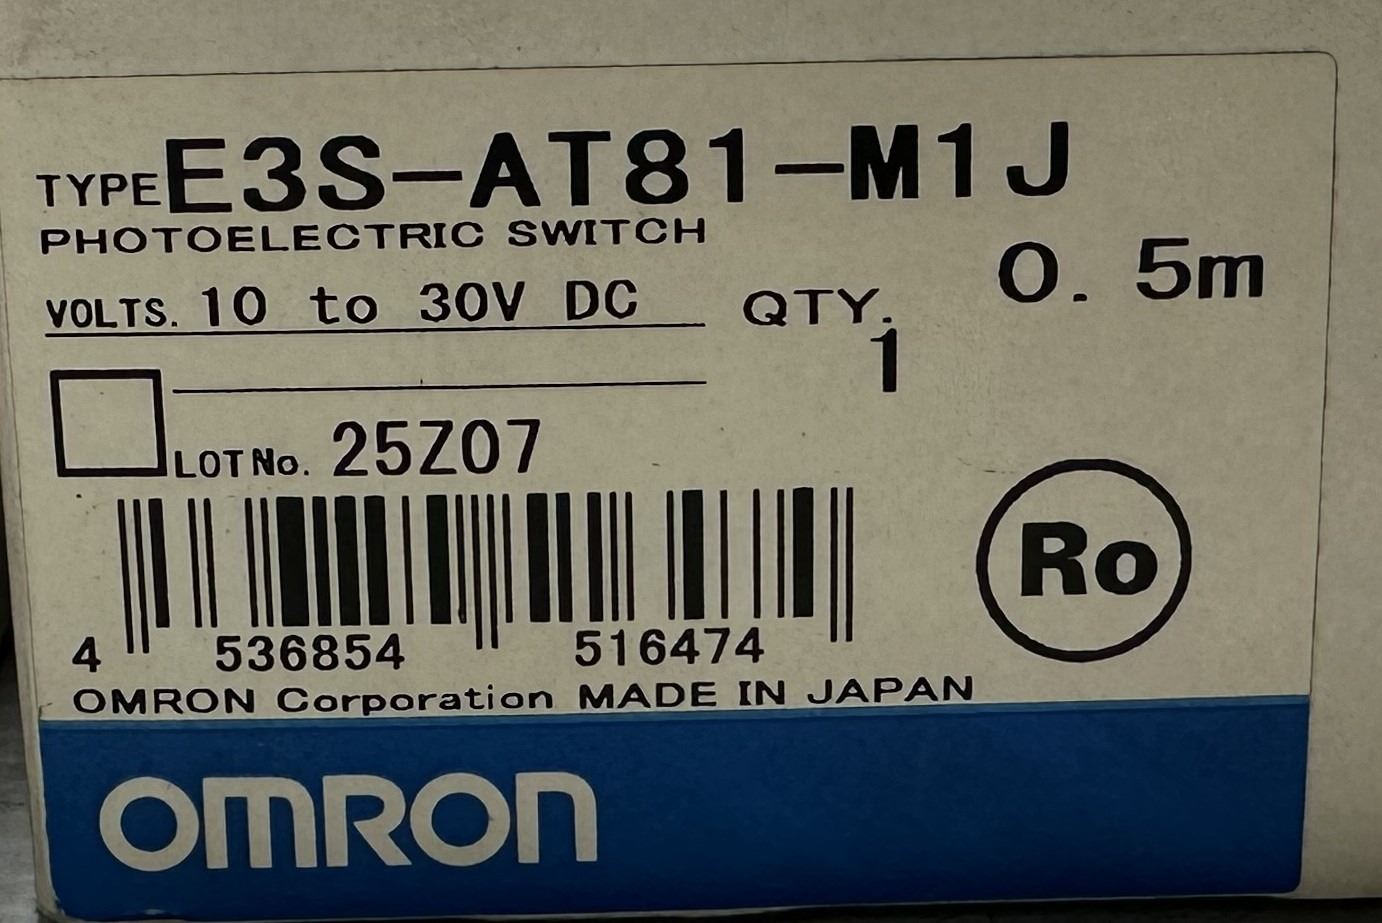 TYPE E3S-AT81-M1J
PHOTOELECTRIC SWITCH
0.5m
VOLTS. 10 to 30V DC
QTY. 1
LOT No. 25Z07
Ro
4 536854 516474
OMRON Corporation MADE IN JAPAN
OMRON